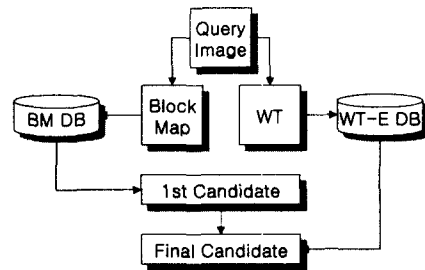 Query
Image
BM DB
Block
Map
WT
WT-E DB
1st Candidate
Final Candidate